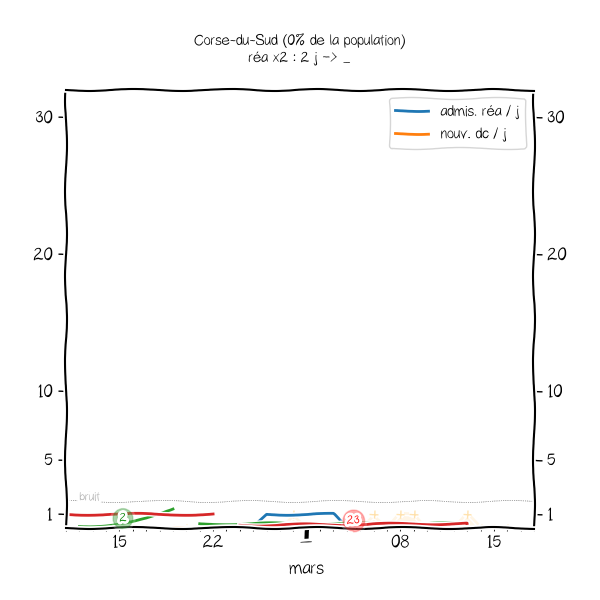 Corse-du-Sud (0% de la population)
réa x2 : 2 j -> _
admis. réa / j
nouv. dc / j
30
30
20
20
10
10
5
5
bruit
1
1
2
23
15
22
08
15
mars